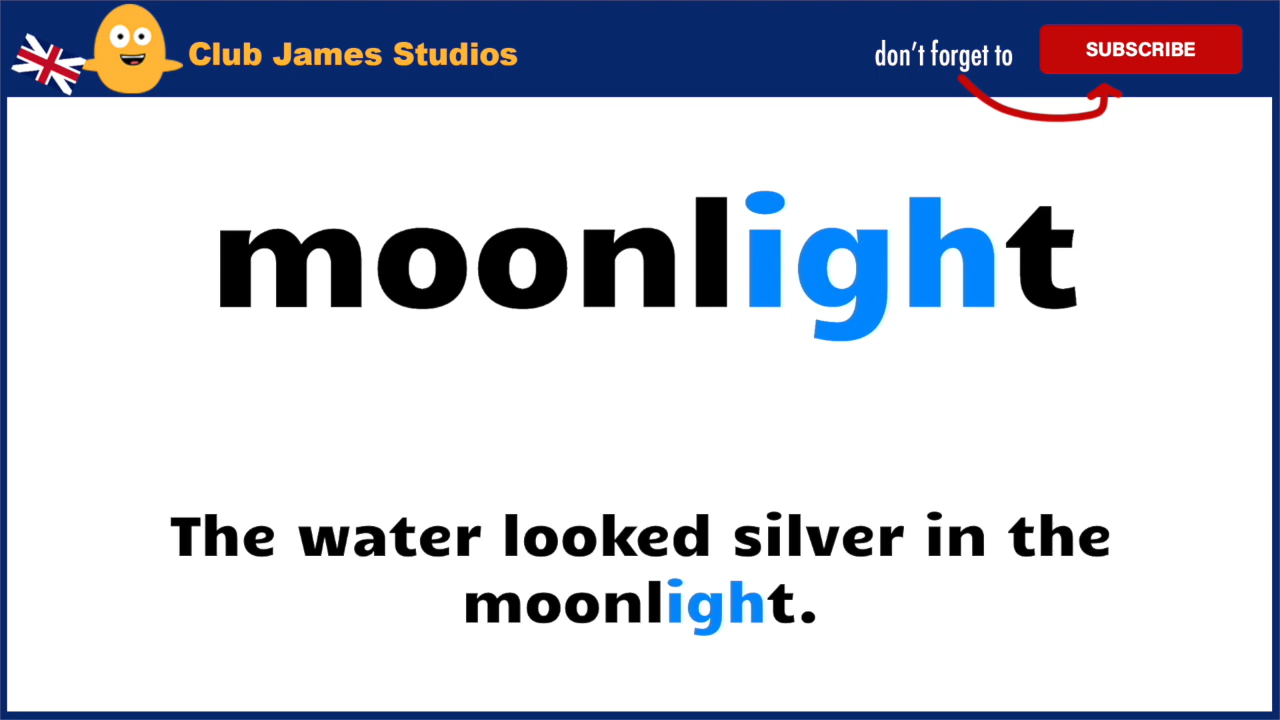 Club James Studios
don't forget to
SUBSCRIBE
moonlight
The water looked silver in the
moonlight.